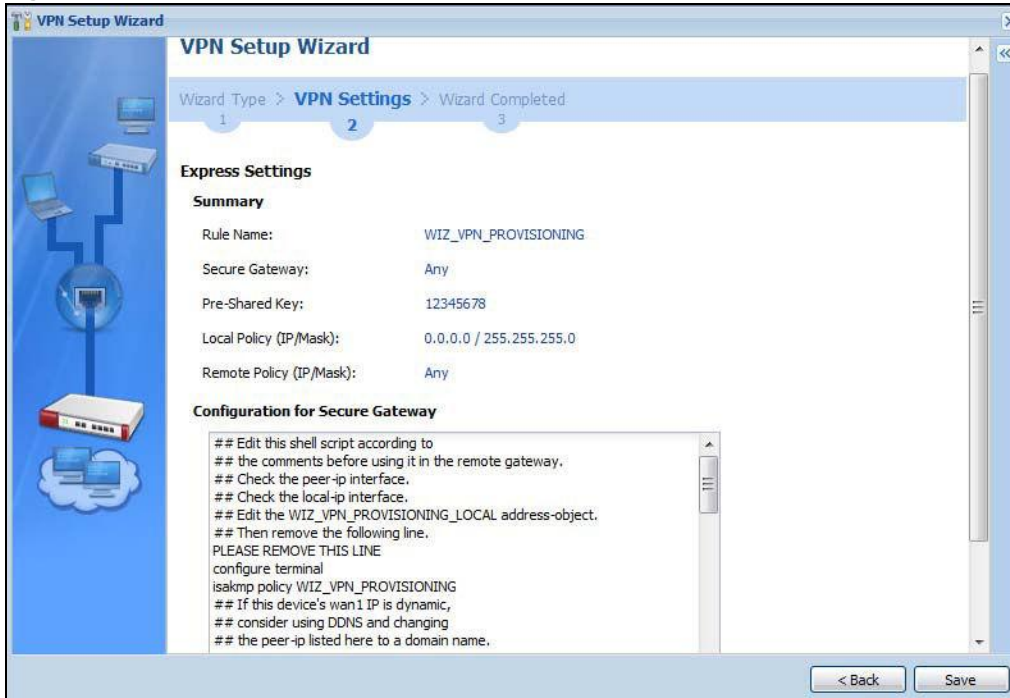 VPN Setup Wizard
VPN Setup Wizard
Wizard Type > VPN Settings > Wizard Completed
1 2 3
Express Settings
Summary
Rule Name: WIZ_VPN_PROVISIONING
Secure Gateway: Any
Pre-Shared Key: 12345678
Local Policy (IP/Mask): 0.0.0.0 / 255.255.255.0
Remote Policy (IP/Mask): Any
Configuration for Secure Gateway
## Edit this shell script according to
## the comments before using it in the remote gateway.
## Check the peer-ip interface.
## Check the local-ip interface.
## Edit the WIZ_VPN_PROVISIONING_LOCAL address-object.
## Then remove the following line.
PLEASE REMOVE THIS LINE
configure terminal
isakmp policy WIZ_VPN_PROVISIONING
## If this device's wan1 IP is dynamic,
## consider using DDNS and changing
## the peer-ip listed here to a domain name.
< Back Save